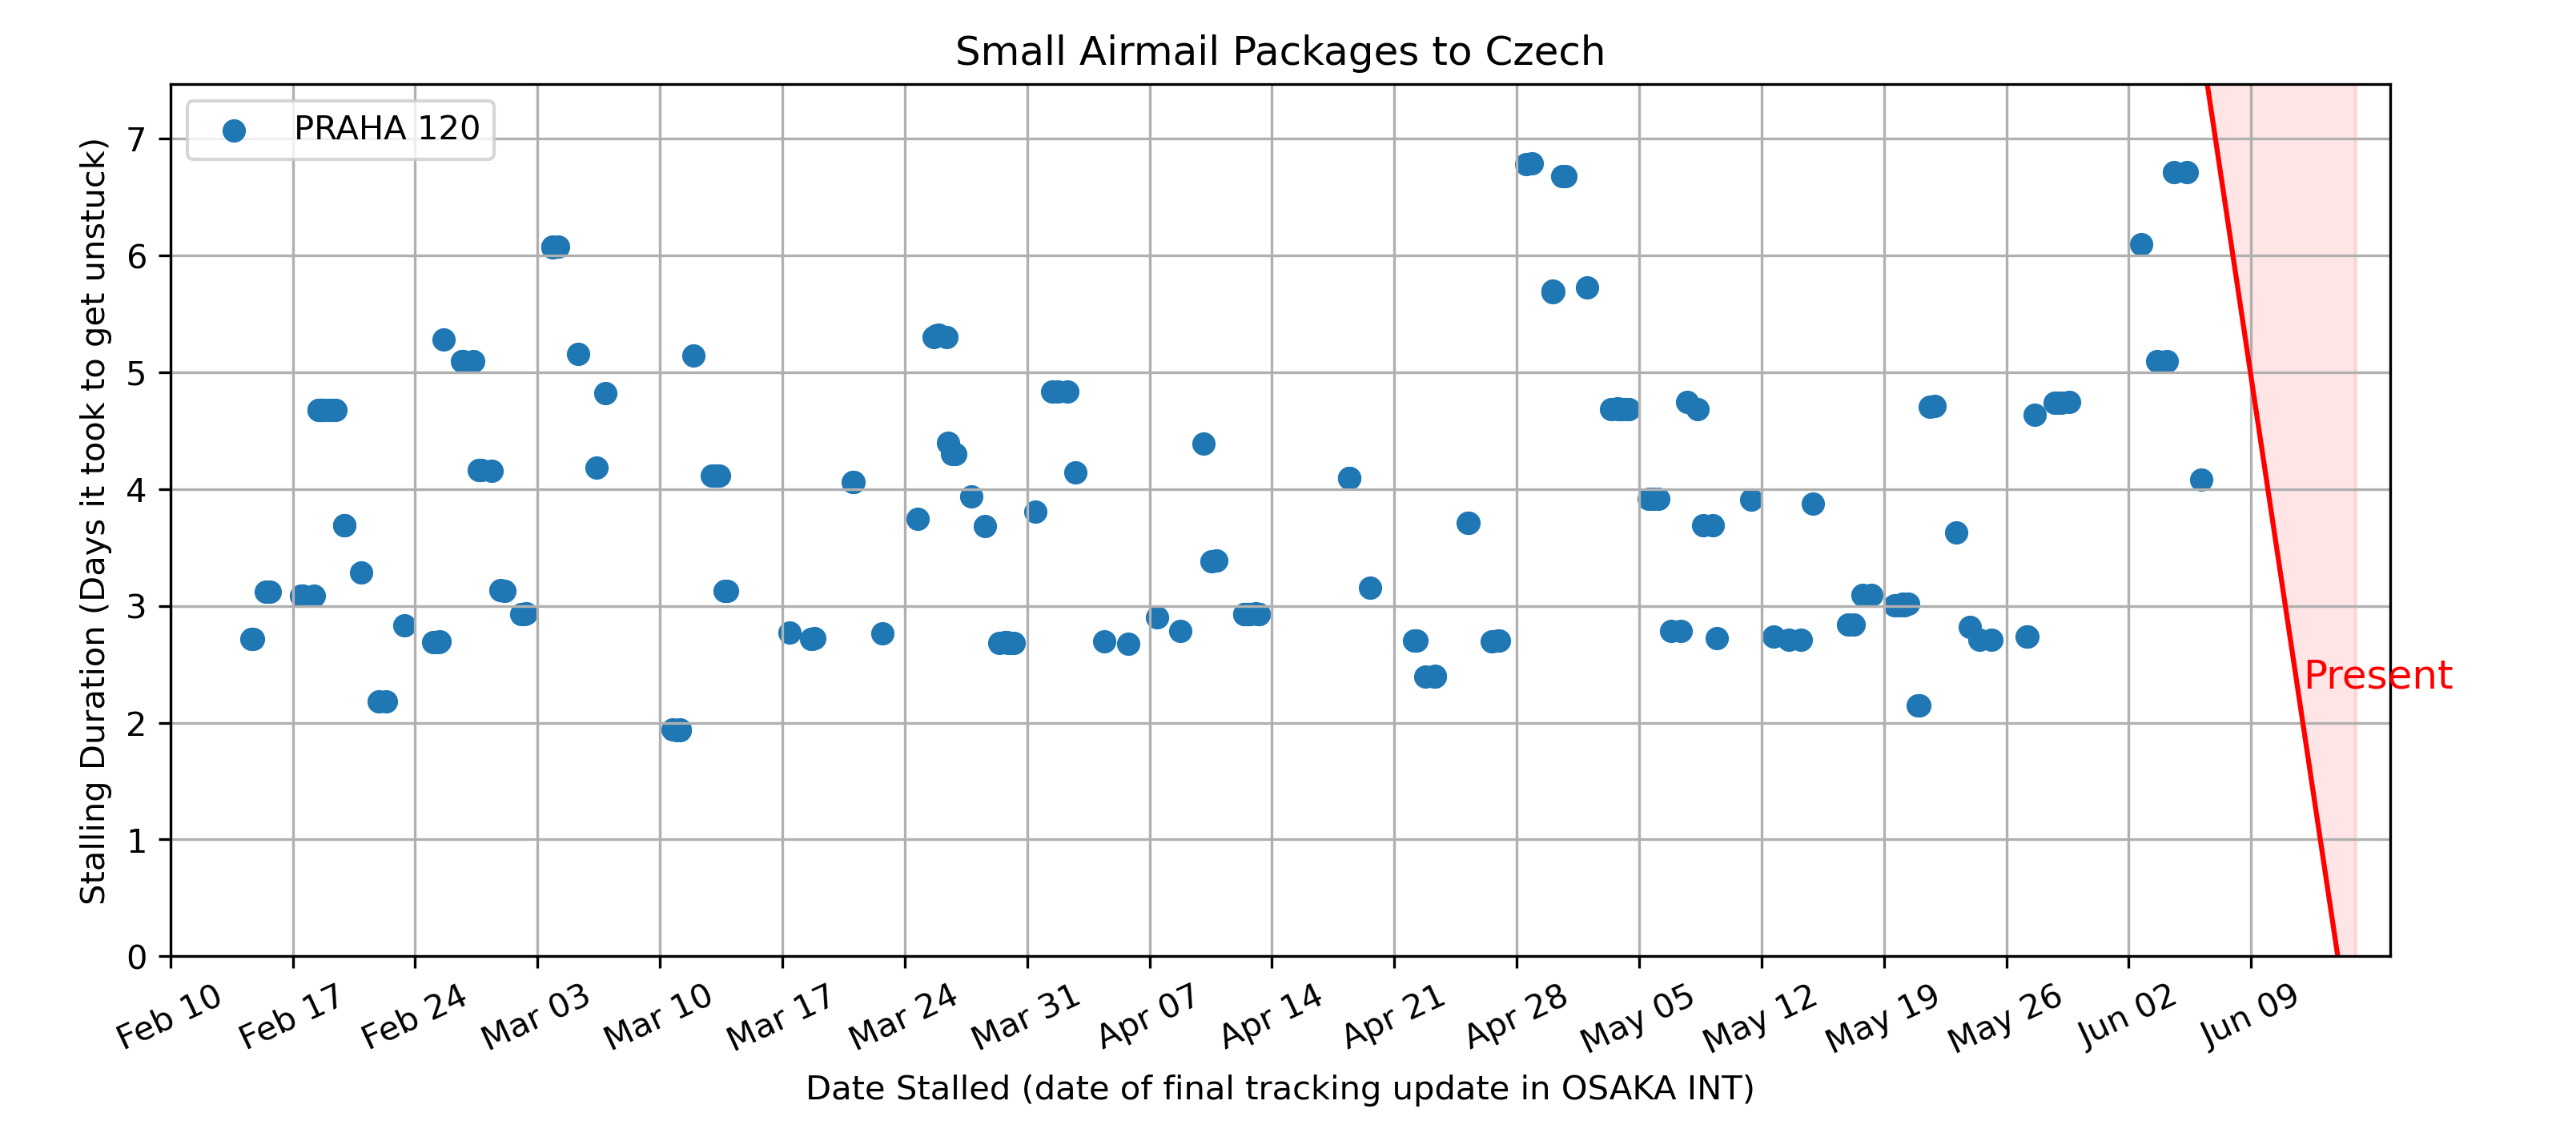 Small Airmail Packages to Czech
PRAHA 120
Stalling Duration (Days it took to get unstuck)
7
6
5
4
3
2
1
0
Present
Feb 10
Feb 17
Feb 24
Mar 03
Mar 10
Mar 17
Mar 24
Mar 31
Apr 07
Apr 14
Apr 21
Apr 28
May 05
May 12
May 19
May 26
Jun 02
Jun 09
Date Stalled (date of final tracking update in OSAKA INT)